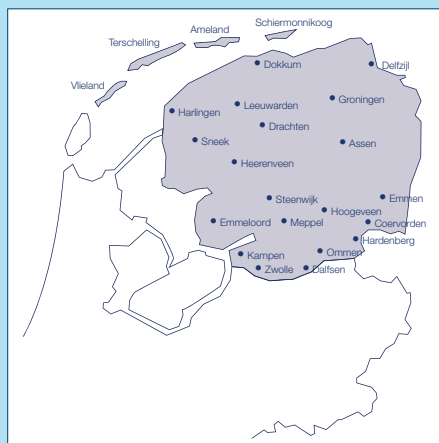 Schiermonnikoog
Ameland
Terschelling
Vlieland
Dokkum
Delfzijl
Harlingen
Leeuwarden
Groningen
Drachten
Sneek
Assen
Heerenveen
Steenwijk
Emmen
Hoogeveen
Emmeloord
Meppel
Coervorden
Hardenberg
Kampen
Ommen
Zwolle
Dalfsen